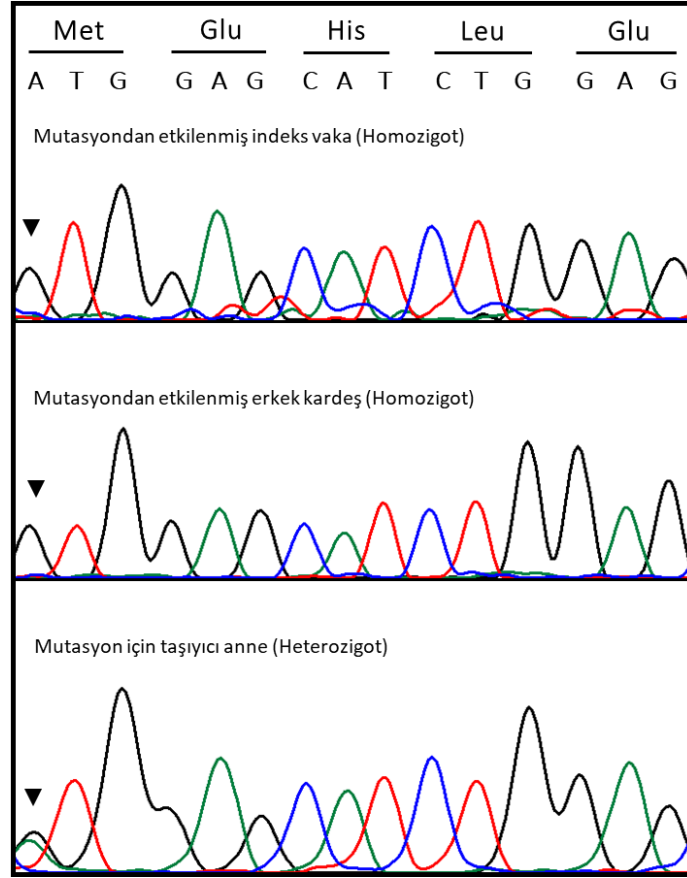 Met Glu His Leu Glu
A T G G A G C A T C T G G A G
Mutasyondan etkilenmiş indeks vaka (Homozigot)
Mutasyondan etkilenmiş erkek kardeş (Homozigot)
Mutasyon için taşıyıcı anne (Heterozigot)